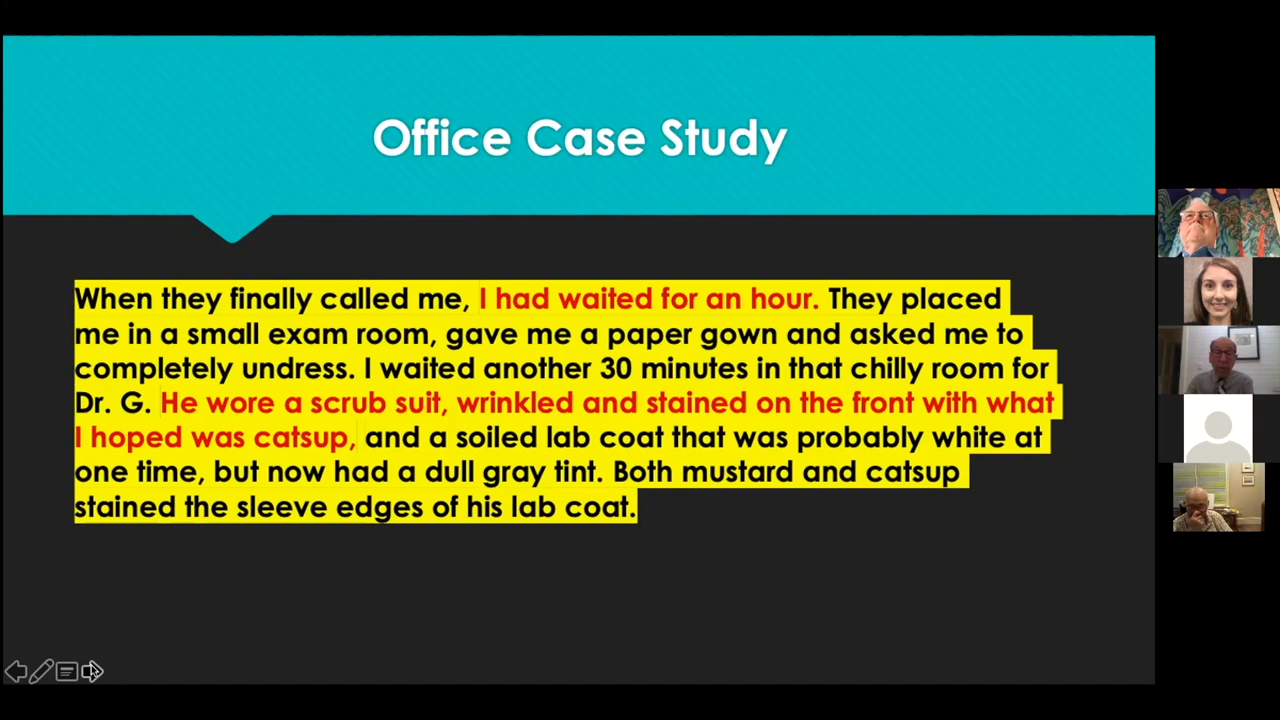 Office Case Study
When they finally called me, I had waited for an hour. They placed
me in a small exam room, gave me a paper gown and asked me to
completely undress. I waited another 30 minutes in that chilly room for
Dr. G. He wore a scrub suit, wrinkled and stained on the front with what
I hoped was catsup, and a soiled lab coat that was probably white at
one time, but now had a dull gray tint. Both mustard and catsup
stained the sleeve edges of his lab coat.